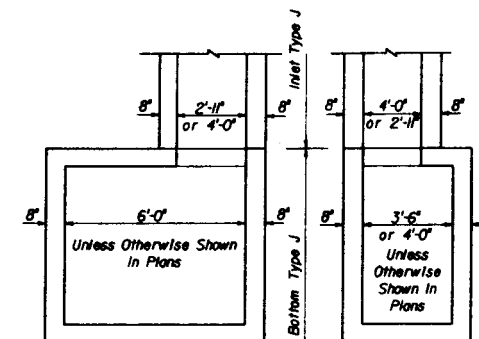 Inlet Type J
8"
2'-11"
or 4'-0"
8"
8"
4'-0"
or 2'-11"
8"
8"
6'-0"
8"
Unless Otherwise Shown
In Plans
Bottom Type J
8"
3'-6"
or 4'-0"
Unless
Otherwise
Shown In
Plans